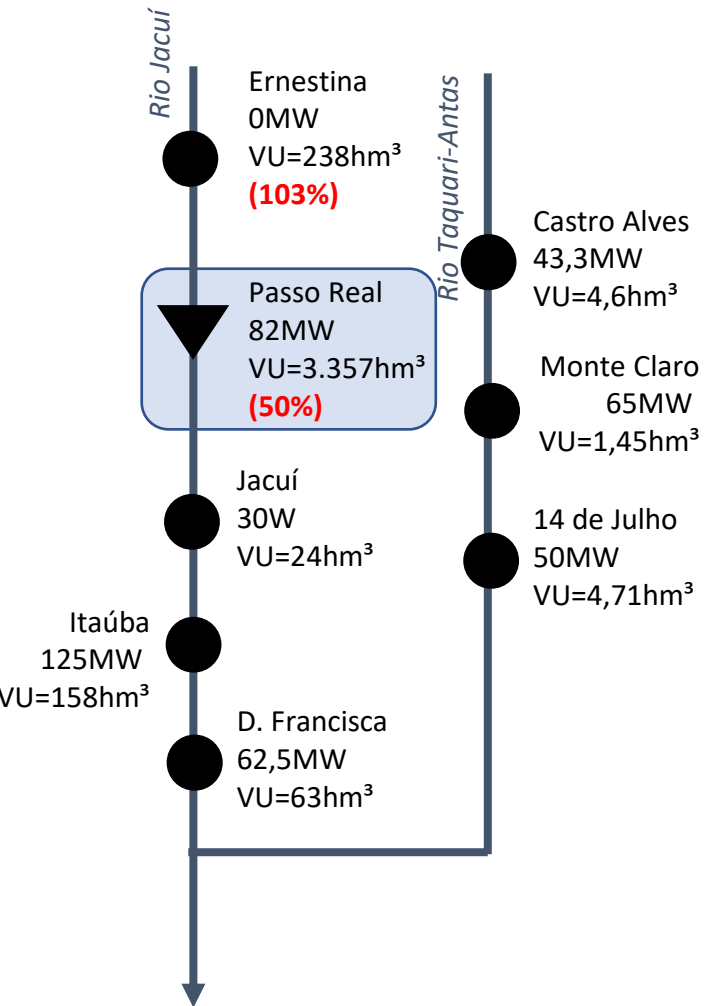 Rio Jacuí
Ernestina
0MW
VU=238hm³
(103%)
Passo Real
82MW
VU=3.357hm³
(50%)
Jacuí
30W
VU=24hm³
Itaúba
125MW
VU=158hm³
D. Francisca
62,5MW
VU=63hm³
Rio Taquari-Antas
Castro Alves
43,3MW
VU=4,6hm³
Monte Claro
65MW
VU=1,45hm³
14 de Julho
50MW
VU=4,71hm³